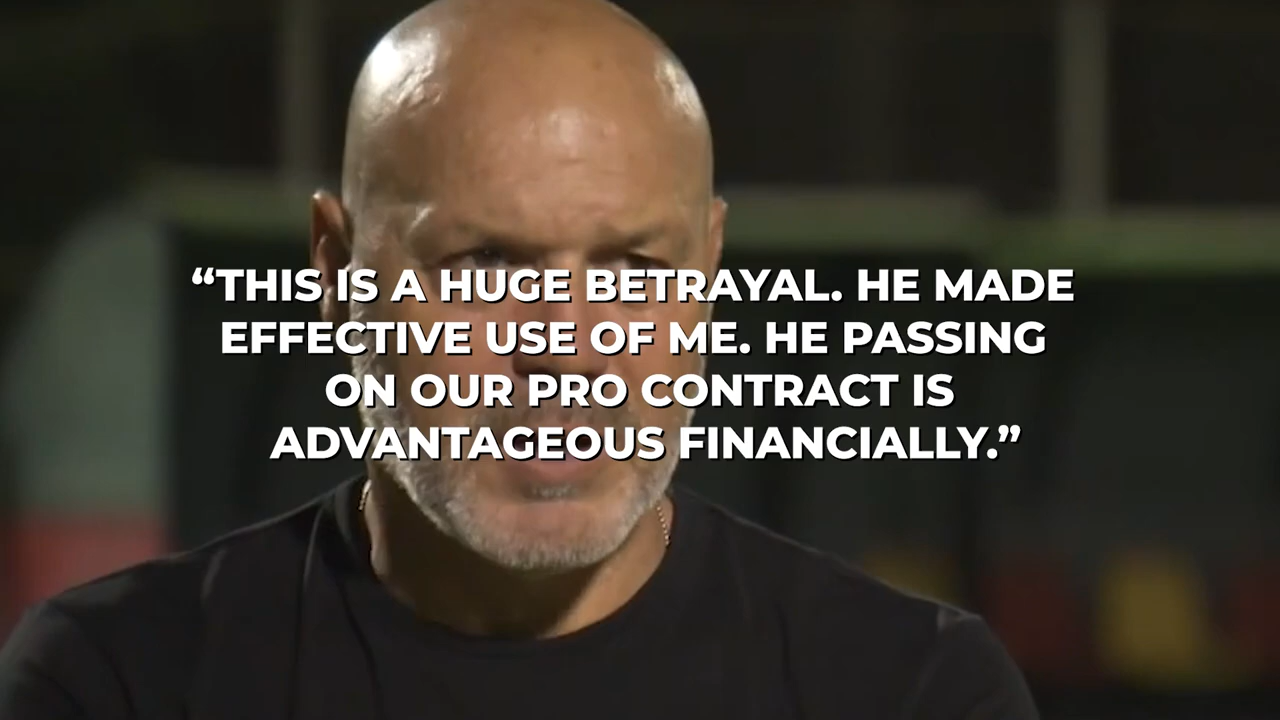 “THIS IS A HUGE BETRAYAL. HE MADE
EFFECTIVE USE OF ME. HE PASSING
ON OUR PRO CONTRACT IS
ADVANTAGEOUS FINANCIALLY.”